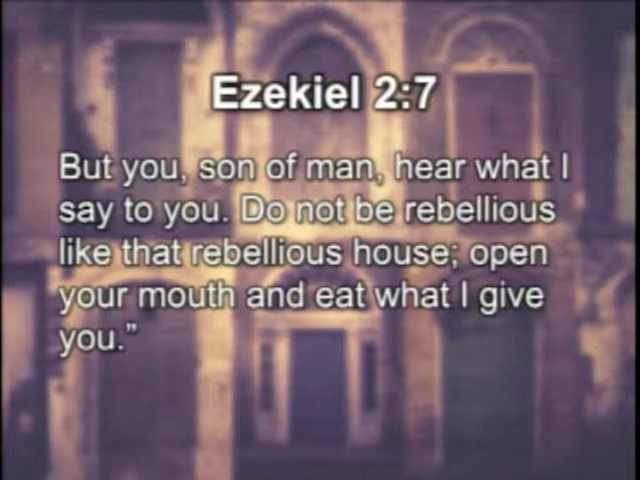 Ezekiel 2:7
But you, son of man, hear what I
say to you. Do not be rebellious
like that rebellious house; open
your mouth and eat what I give
you.”